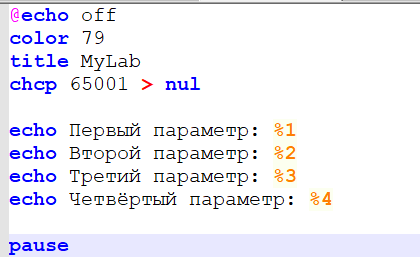 @echo off
color 79
title MyLab
chcp 65001 > nul
echo Первый параметр: %1
echo Второй параметр: %2
echo Третий параметр: %3
echo Четвёртый параметр: %4
pause